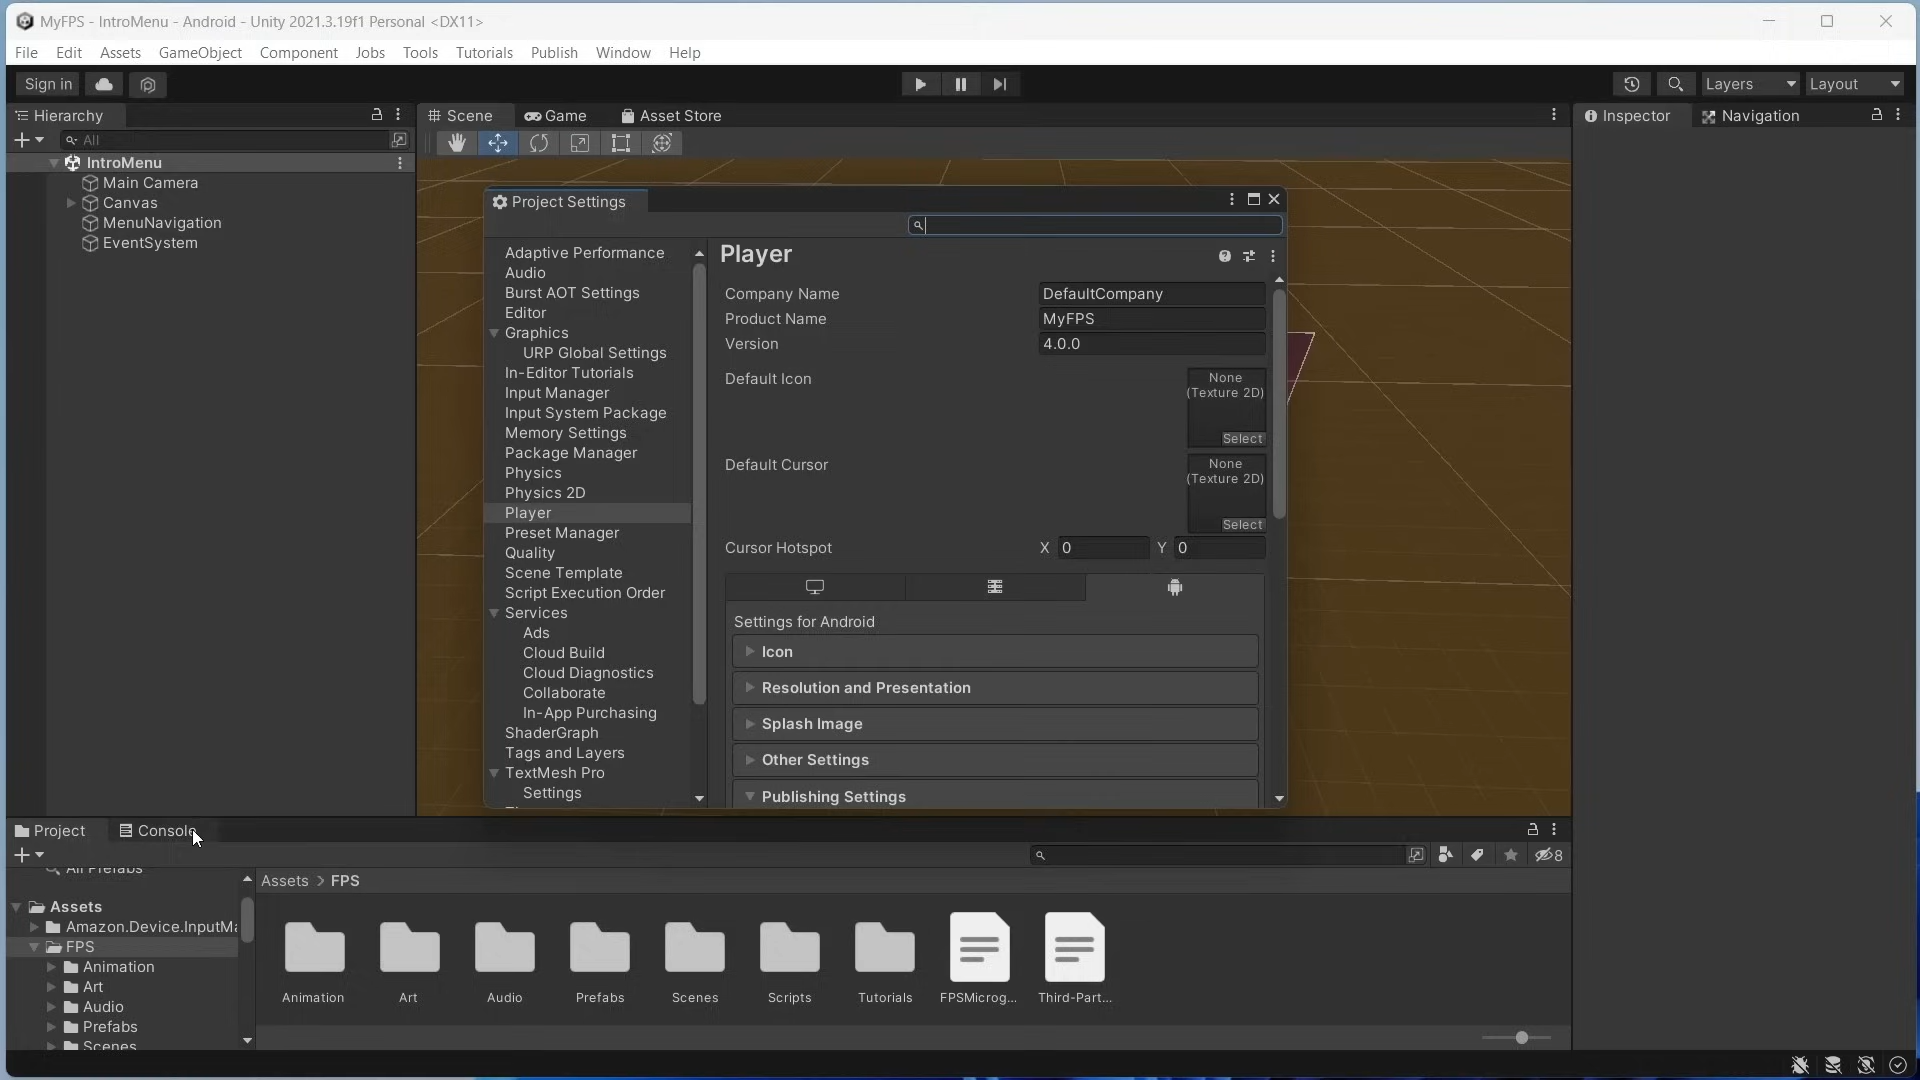 MyFPS - IntroMenu - Android - Unity 2021.3.19f1 Personal <DX11>
File Edit Assets GameObject Component Jobs Tools Tutorials Publish Window Help
Sign in
Layers
Layout
Hierarchy
All
IntroMenu
Main Camera
Canvas
MenuNavigation
EventSystem
Scene
Game
Asset Store
Inspector
Navigation
Project Settings
Adaptive Performance
Audio
Burst AOT Settings
Editor
Graphics
URP Global Settings
In-Editor Tutorials
Input Manager
Input System Package
Memory Settings
Package Manager
Physics
Physics 2D
Player
Preset Manager
Quality
Scene Template
Script Execution Order
Services
Ads
Cloud Build
Cloud Diagnostics
Collaborate
In-App Purchasing
ShaderGraph
Tags and Layers
TextMesh Pro
Settings
Player
Company Name DefaultCompany
Product Name MyFPS
Version 4.0.0
Default Icon
None
(Texture 2D)
Select
Default Cursor
None
(Texture 2D)
Select
Cursor Hotspot X 0 Y 0
Settings for Android
Icon
Resolution and Presentation
Splash Image
Other Settings
Publishing Settings
Project
Console
8
All Prefabs
Assets
Amazon.Device.InputMa
FPS
Animation
Art
Audio
Prefabs
Scenes
Assets > FPS
Animation
Art
Audio
Prefabs
Scenes
Scripts
Tutorials
FPSMicrog...
Third-Part...